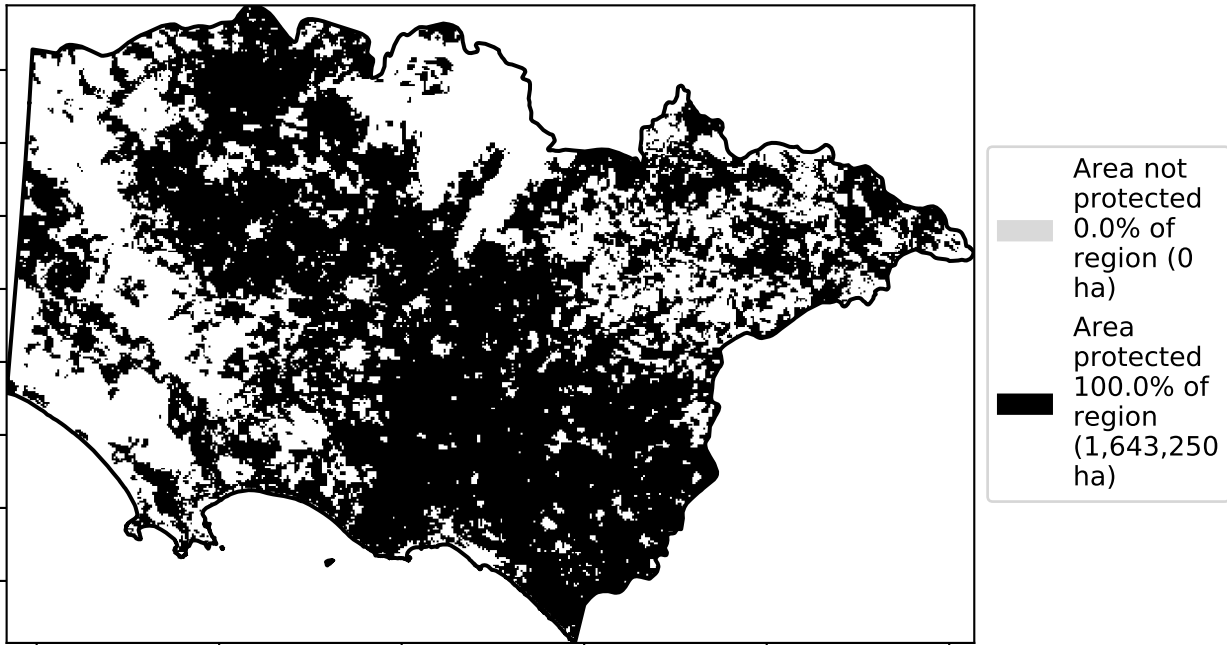 Area not
protected
0.0% of
region (0
ha)
Area
protected
100.0% of
region
(1,643,250
ha)